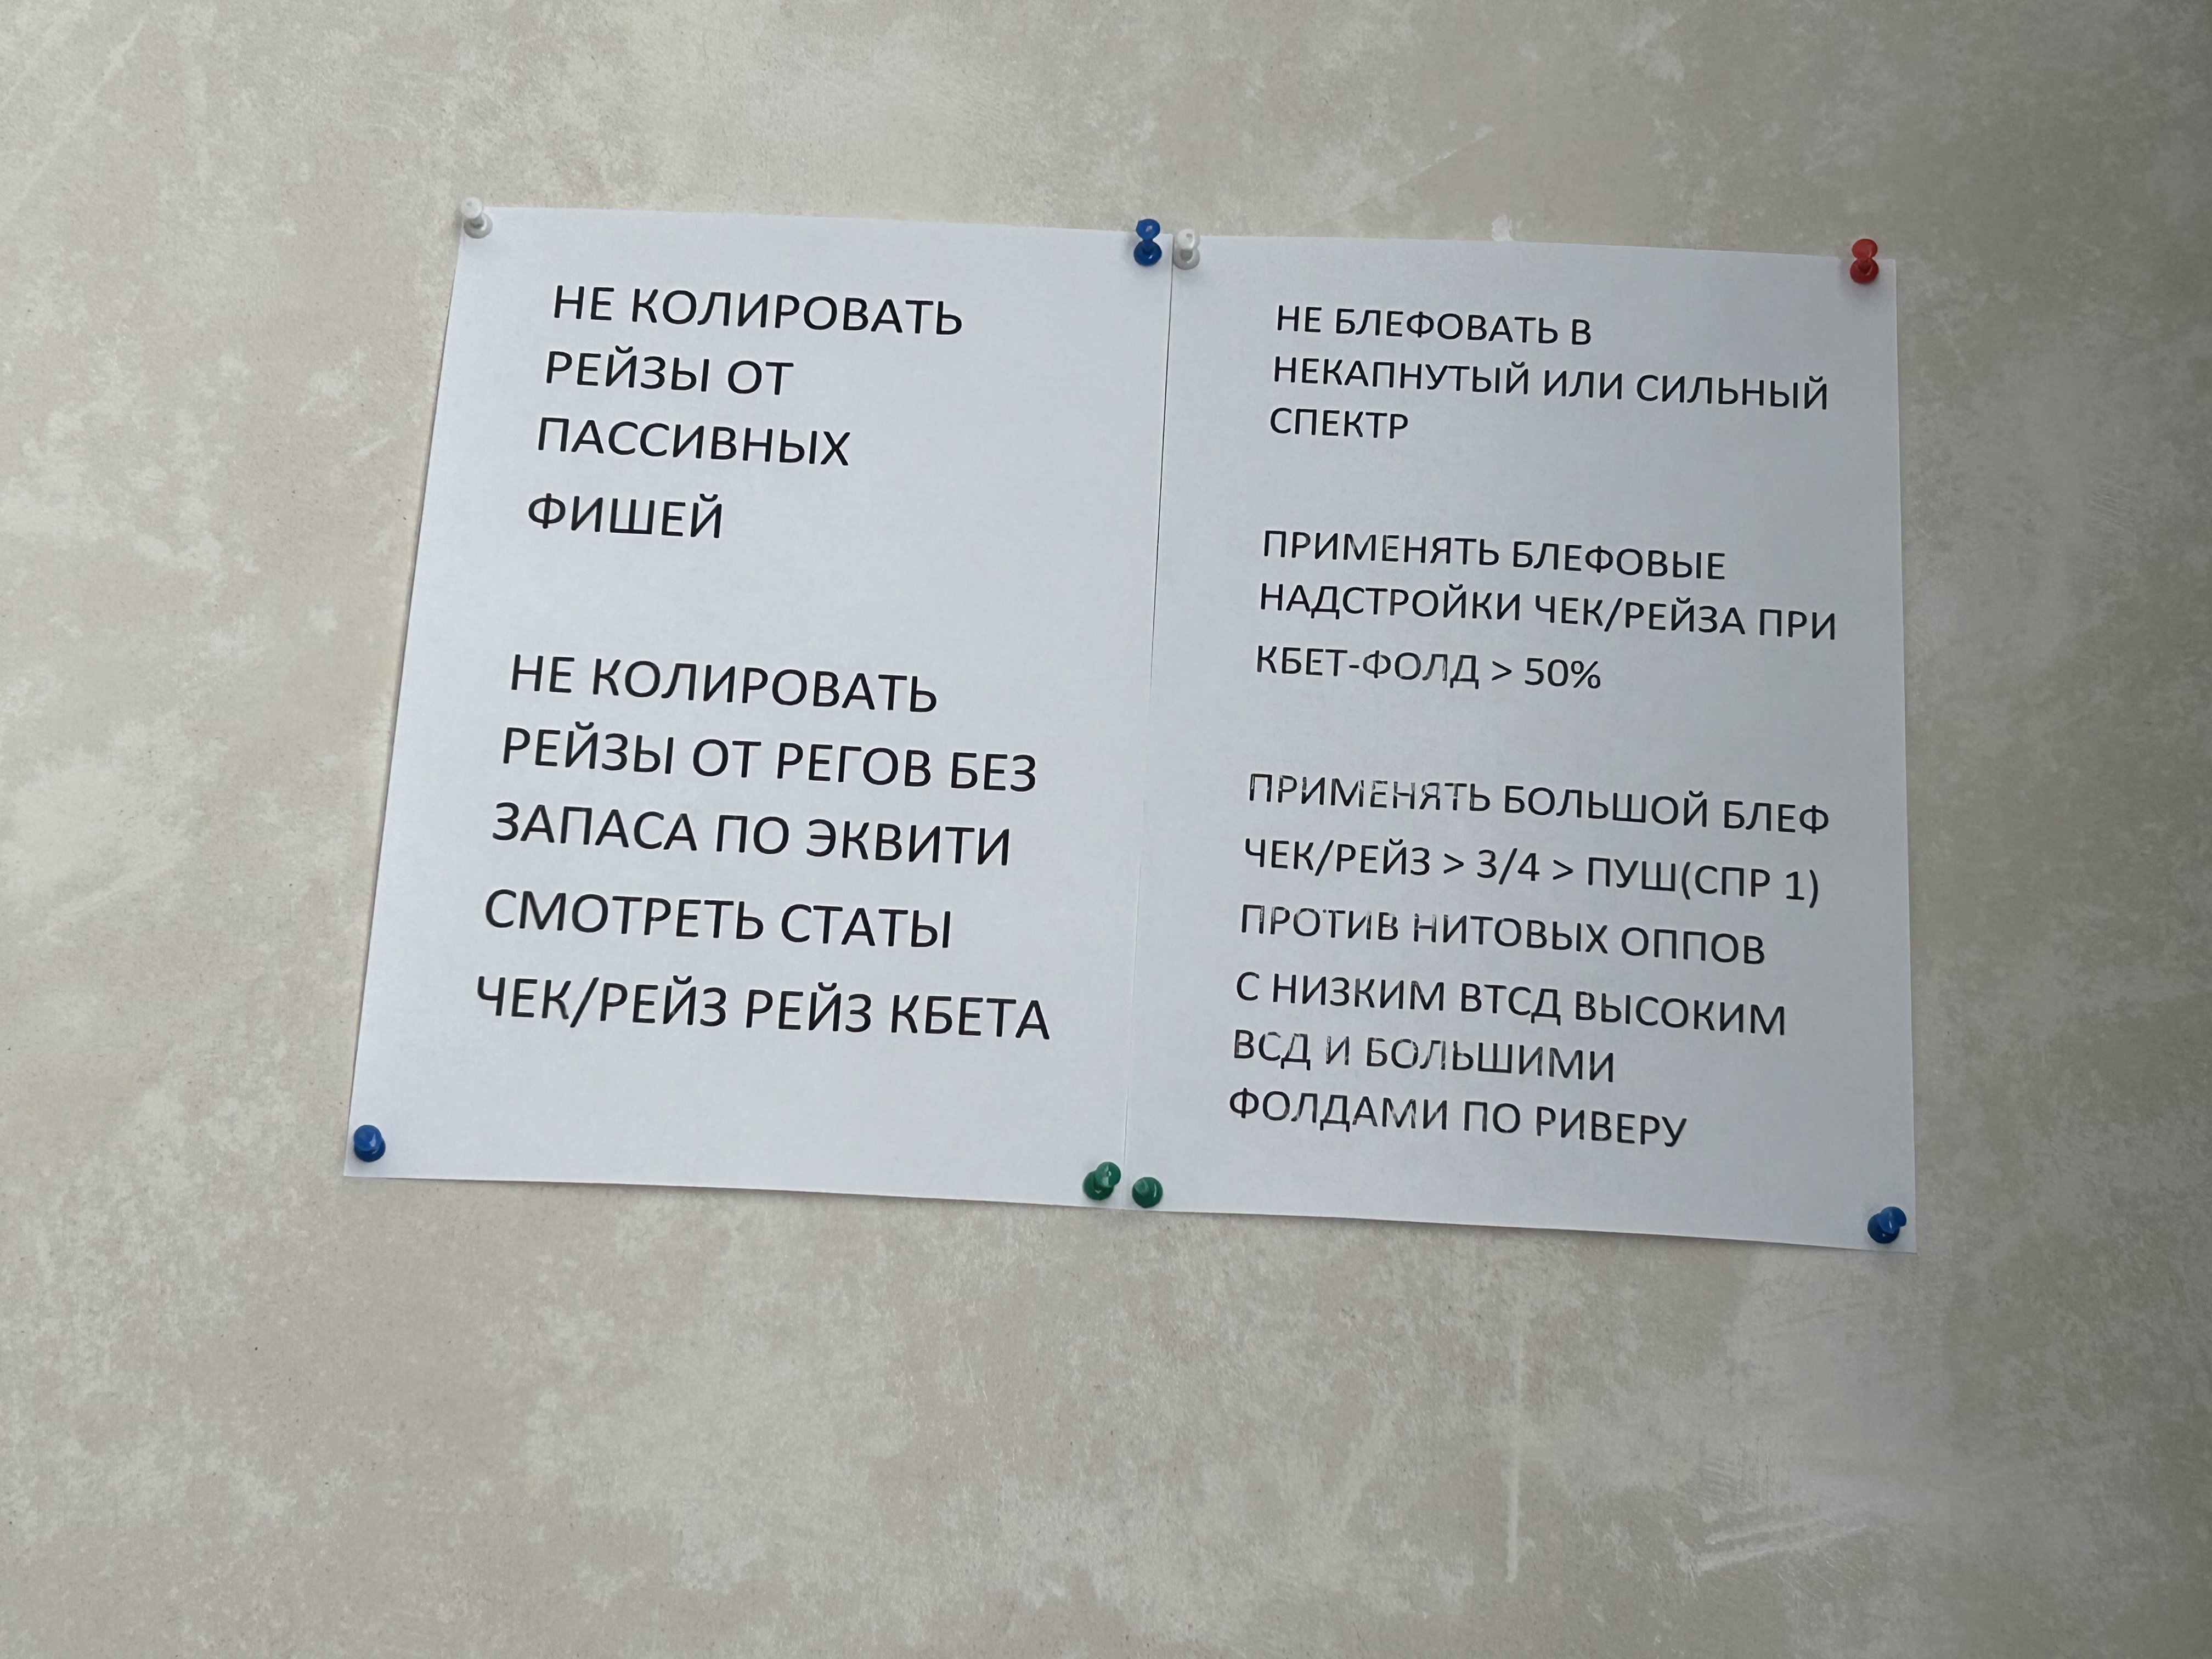 НЕ КОЛИРОВАТЬ
РЕЙЗЫ ОТ
ПАССИВНЫХ
ФИШЕЙ
НЕ КОЛИРОВАТЬ
РЕЙЗЫ ОТ РЕГОВ БЕЗ
ЗАПАСА ПО ЭКВИТИ
СМОТРЕТЬ СТАТЫ
ЧЕК/РЕЙЗ РЕЙЗ КБЕТА
НЕ БЛЕФОВАТЬ В
НЕКАПНУТЫЙ ИЛИ СИЛЬНЫЙ
СПЕКТР
ПРИМЕНЯТЬ БЛЕФОВЫЕ
НАДСТРОЙКИ ЧЕК/РЕЙЗА ПРИ
КБЕТ-ФОЛД > 50%
ПРИМЕНЯТЬ БОЛЬШОЙ БЛЕФ
ЧЕК/РЕЙЗ > 3/4 > ПУШ(СПР 1)
ПРОТИВ НИТОВЫХ ОППОВ
С НИЗКИМ ВТСД ВЫСОКИМ
ВСД И БОЛЬШИМИ
ФОЛДАМИ ПО РИВЕРУ